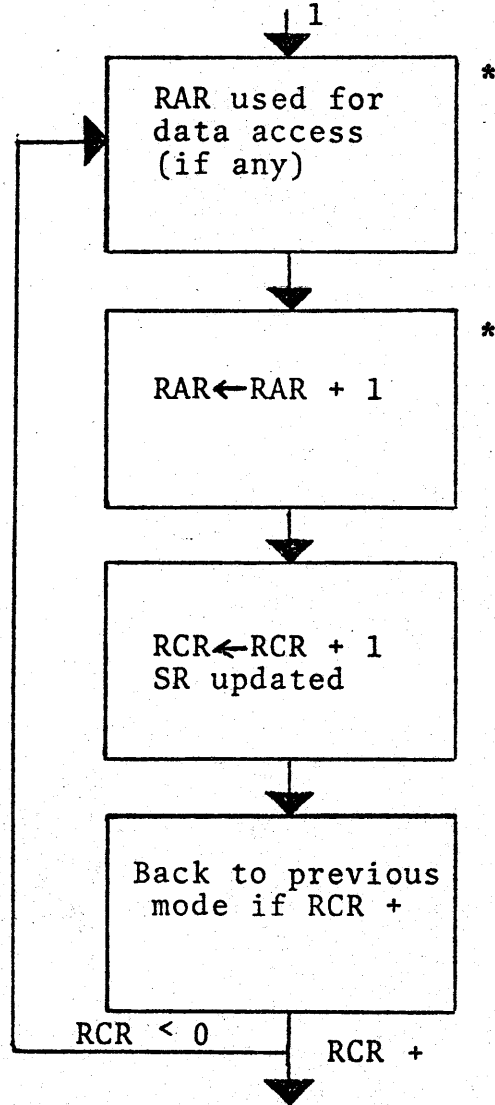 1
*
RAR used for
data access
(if any)
*
RAR←RAR + 1
RCR←RCR + 1
SR updated
Back to previous
mode if RCR +
RCR < 0
RCR +